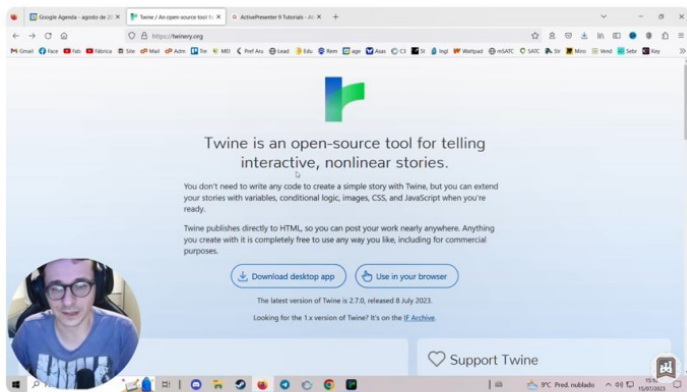 Google Agenda - agosto de 20
Twine / An open-source tool fo
ActivePresenter 9 Tutorials - At
https://twinery.org
Gmail Face Fab Fábrica Site Mail Adm Tre MEI Pref Aru Lead Edu Rem age Asas C3 St Ingl Wattpad mSATC SATC Str Miro Vend Sebr Key
Twine is an open-source tool for telling
interactive, nonlinear stories.
You don't need to write any code to create a simple story with Twine, but you can extend
your stories with variables, conditional logic, images, CSS, and JavaScript when you're
ready.
Twine publishes directly to HTML, so you can post your work nearly anywhere. Anything
you create with it is completely free to use any way you like, including for commercial
purposes.
Download desktop app
Use in your browser
The latest version of Twine is 2.7.0, released 8 July 2023.
Looking for the 1.x version of Twine? It's on the IF Archive.
Support Twine
9°C Pred. nublado
15/07/2023